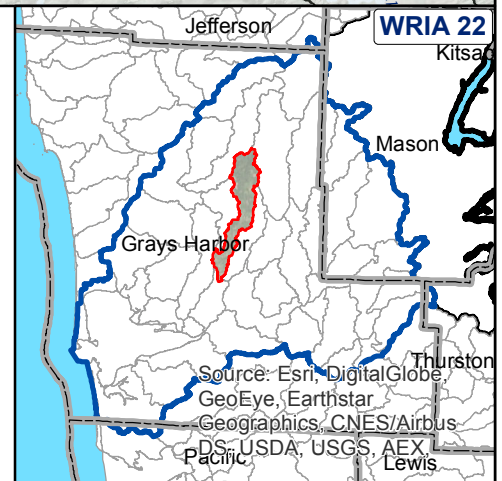 Jefferson
WRIA 22
Kitsap
Mason
Grays Harbor
Thurston
Source: Esri, DigitalGlobe,
GeoEye, Earthstar
Geographics, CNES/Airbus
DS, USDA, USGS, AEX,
Pacific
Lewis